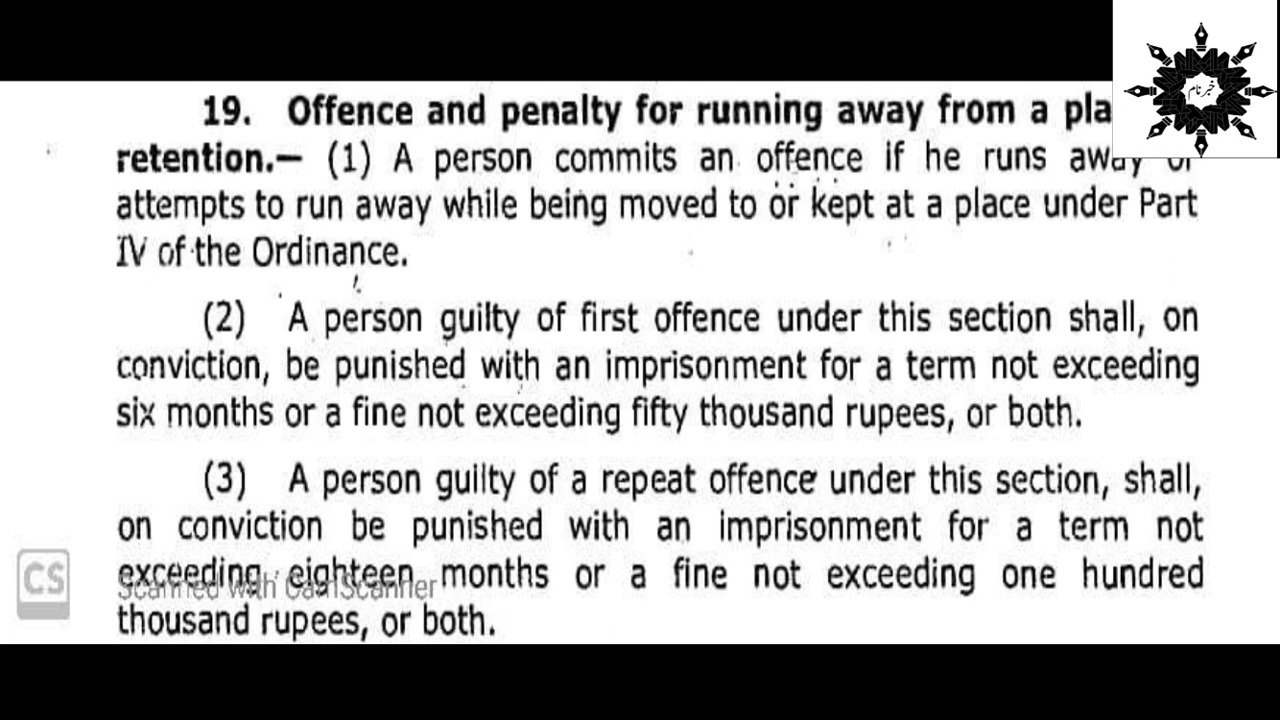 خبرنام
19. Offence and penalty for running away from a
retention.— (1) A person commits an offence if he runs away or
attempts to run away while being moved to or kept at a place under Part
IV of the Ordinance.
(2) A person guilty of first offence under this section shall, on
conviction, be punished with an imprisonment for a term not exceeding
six months or a fine not exceeding fifty thousand rupees, or both.
(3) A person guilty of a repeat offence under this section, shall,
on conviction be punished with an imprisonment for a term not
exceeding eighteen months or a fine not exceeding one hundred
thousand rupees, or both.
CS
Scanned with CamScanner